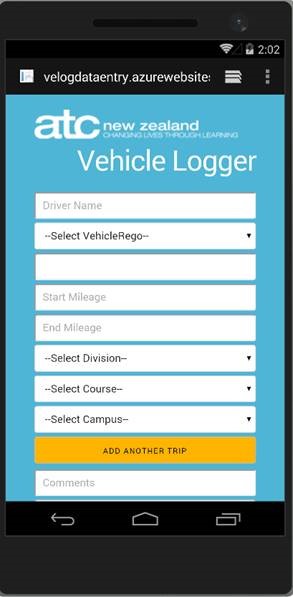 2:02
velogdataentry.azurewebsites
atc new zealand
CHANGING LIVES THROUGH LEARNING
Vehicle Logger
Driver Name
--Select VehicleRego--
Start Mileage
End Mileage
--Select Division--
--Select Course--
--Select Campus--
ADD ANOTHER TRIP
Comments